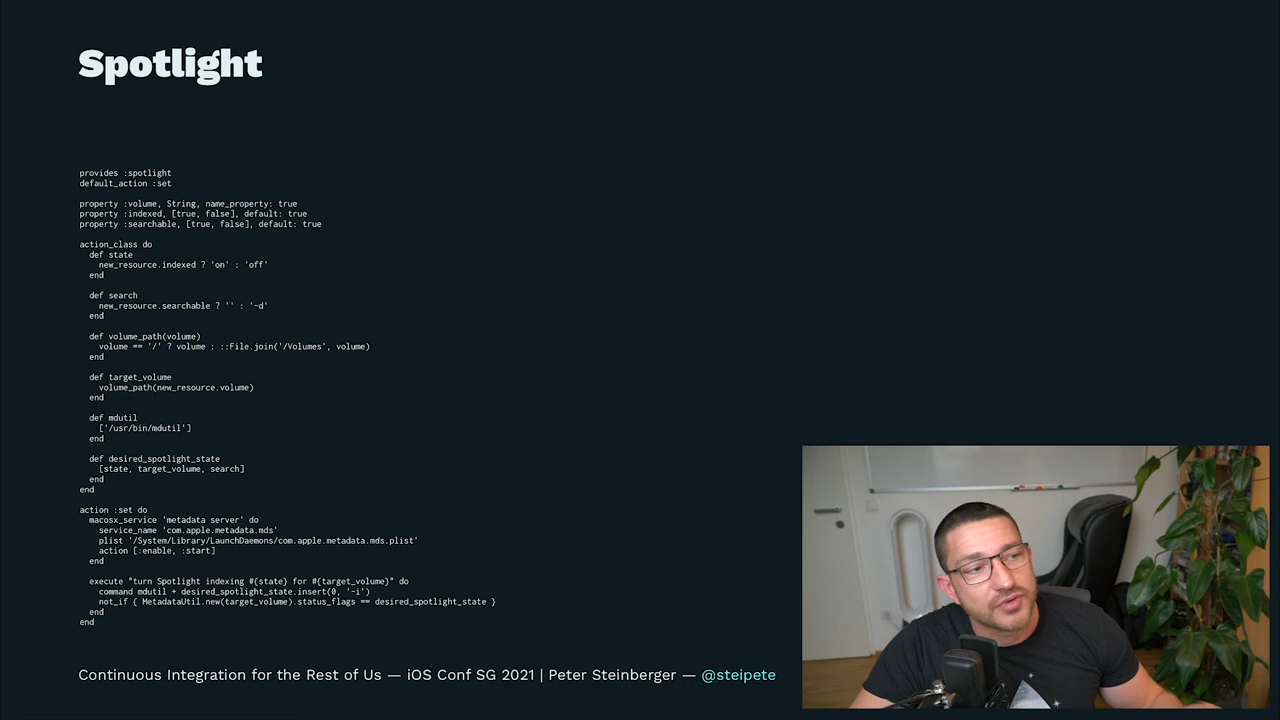 Spotlight
provides :spotlight
default_action :set
property :volume, String, name_property: true
property :indexed, [true, false], default: true
property :searchable, [true, false], default: true
action_class do
def state
new_resource.indexed ? 'on' : 'off'
end
def search
new_resource.searchable ? '' : '-d'
end
def volume_path(volume)
volume == '/' ? volume : ::File.join('/Volumes', volume)
end
def target_volume
volume_path(new_resource.volume)
end
def mdutil
['/usr/bin/mdutil']
end
def desired_spotlight_state
[state, target_volume, search]
end
end
action :set do
macosx_service 'metadata server' do
service_name 'com.apple.metadata.mds'
plist '/System/Library/LaunchDaemons/com.apple.metadata.mds.plist'
action [:enable, :start]
end
execute "turn Spotlight indexing #{state} for #{target_volume}" do
command mdutil + desired_spotlight_state.insert(0, '-i')
not_if { MetadataUtil.new(target_volume).status_flags == desired_spotlight_state }
end
end
Continuous Integration for the Rest of Us — iOS Conf SG 2021 | Peter Steinberger — @steipete